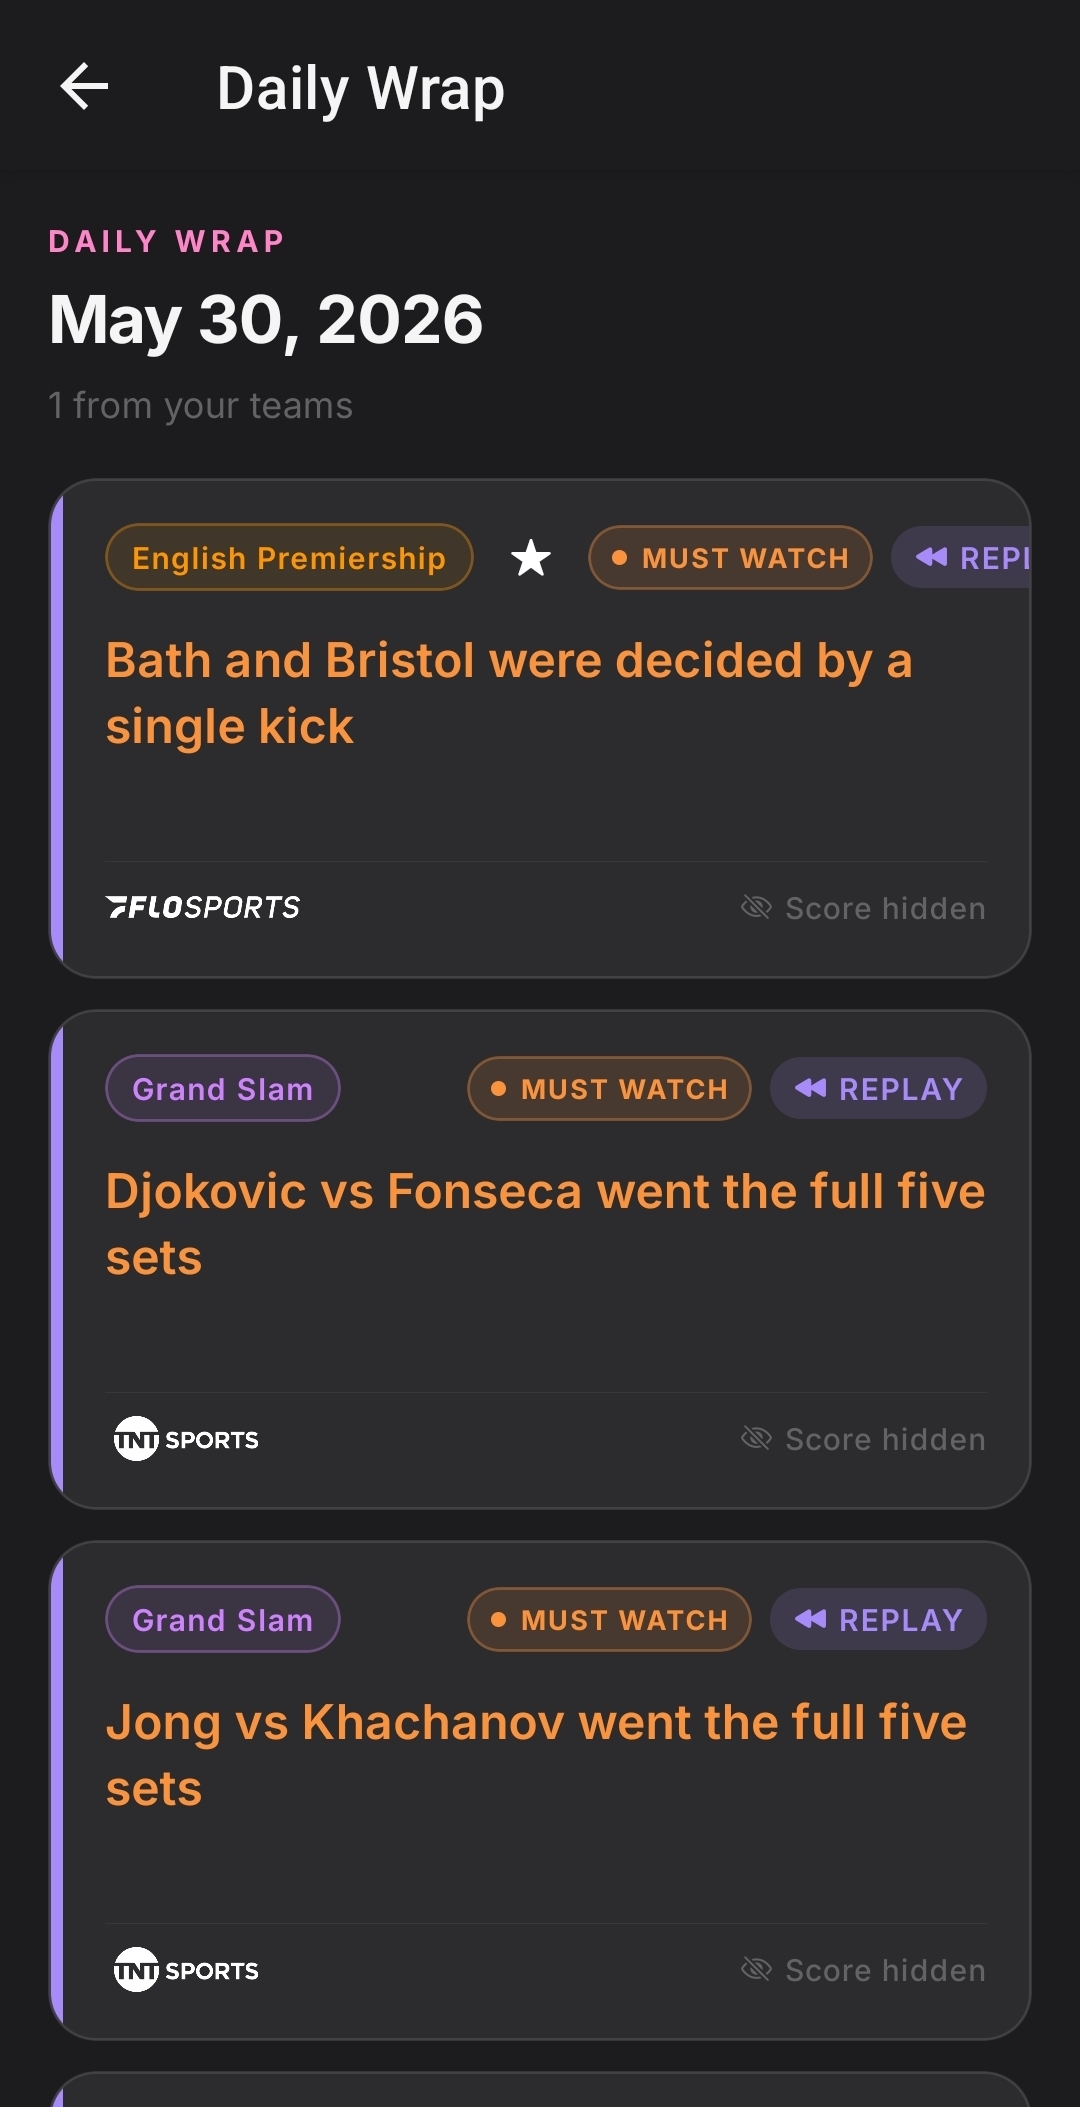 Daily Wrap
DAILY WRAP
May 30, 2026
1 from your teams
English Premiership
MUST WATCH
REPL
Bath and Bristol were decided by a
single kick
FLOSPORTS
Score hidden
Grand Slam
MUST WATCH
REPLAY
Djokovic vs Fonseca went the full five
sets
TNT SPORTS
Score hidden
Grand Slam
MUST WATCH
REPLAY
Jong vs Khachanov went the full five
sets
TNT SPORTS
Score hidden